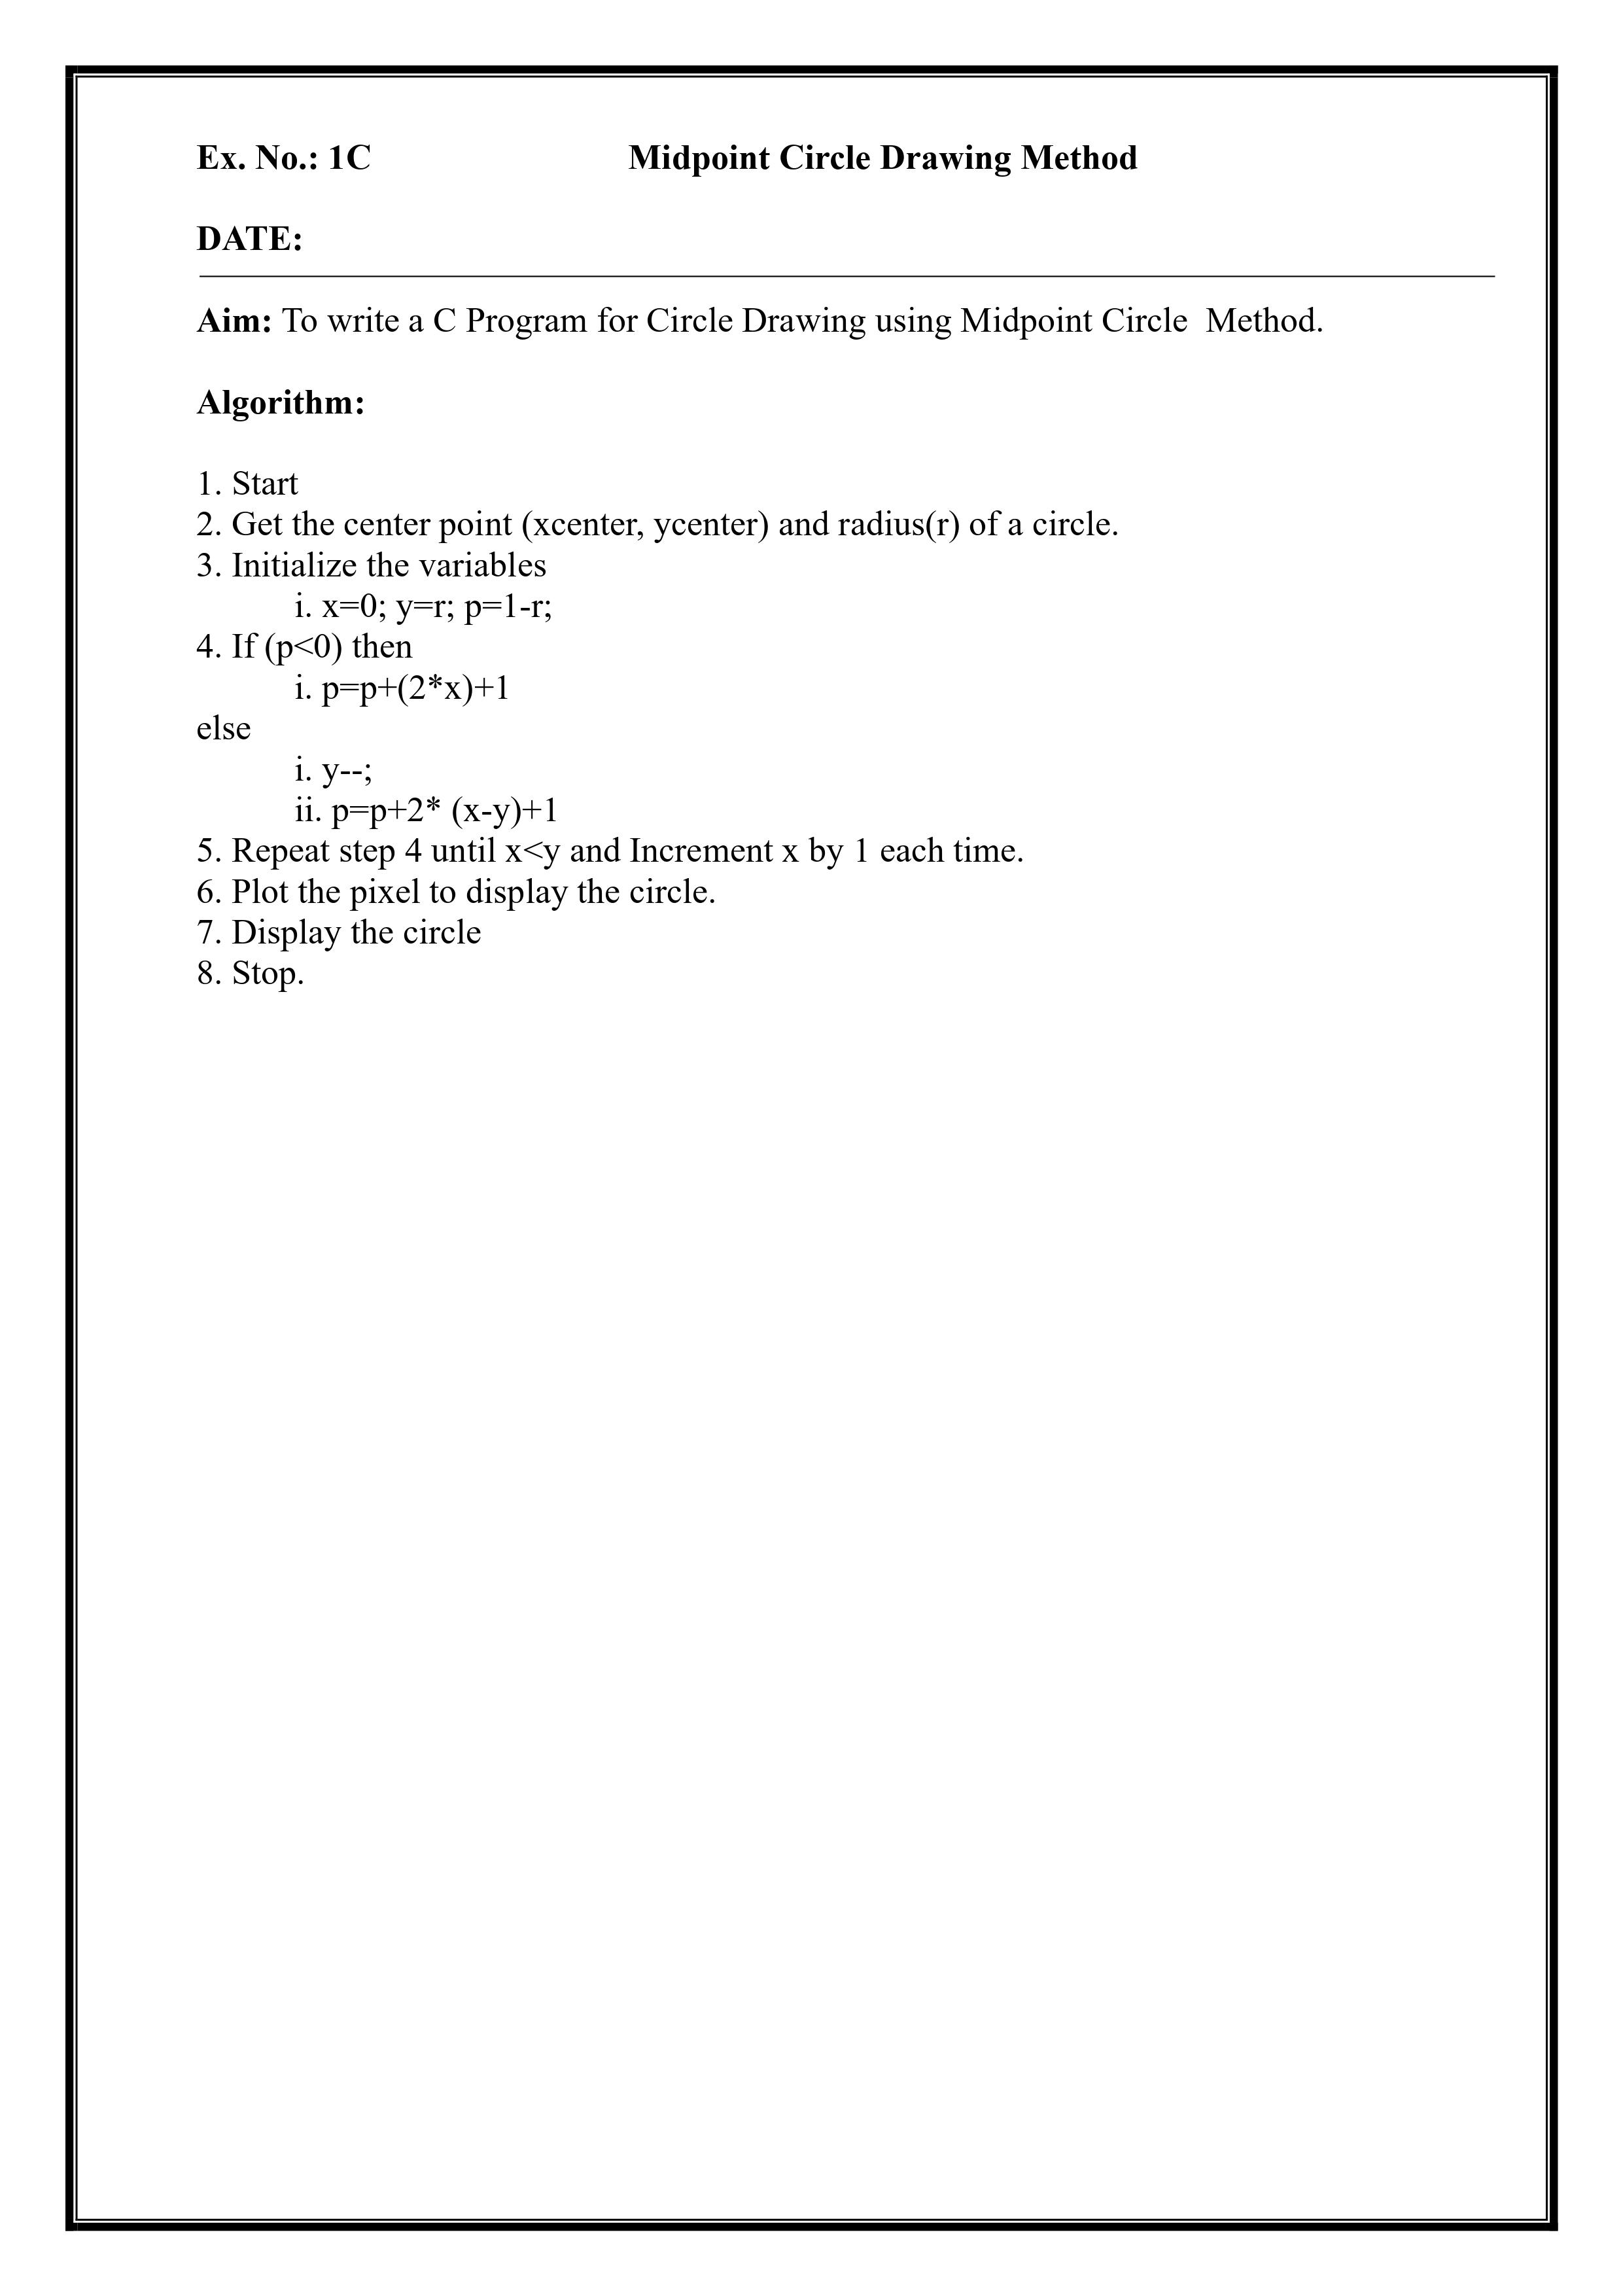 Ex. No.: 1C Midpoint Circle Drawing Method
DATE:
Aim: To write a C Program for Circle Drawing using Midpoint Circle  Method.
Algorithm:
1. Start
2. Get the center point (xcenter, ycenter) and radius(r) of a circle.
3. Initialize the variables
i. x=0; y=r; p=1-r;
4. If (p<0) then
i. p=p+(2*x)+1
else
i. y--;
ii. p=p+2* (x-y)+1
5. Repeat step 4 until x<y and Increment x by 1 each time.
6. Plot the pixel to display the circle.
7. Display the circle
8. Stop.